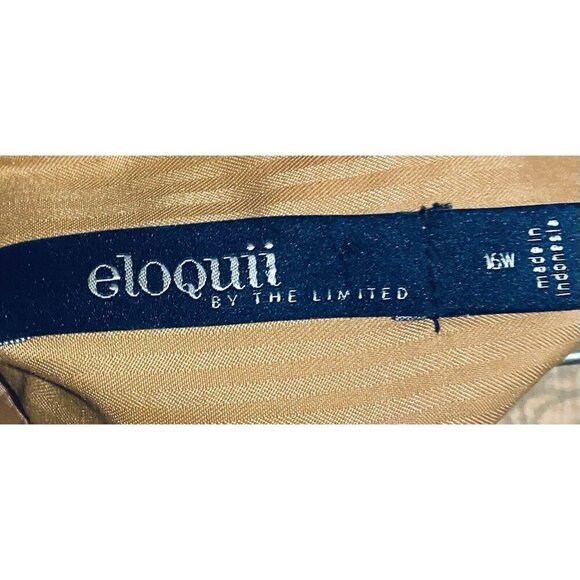 eloquii
BY THE LIMITED
16W
made in
indonesia